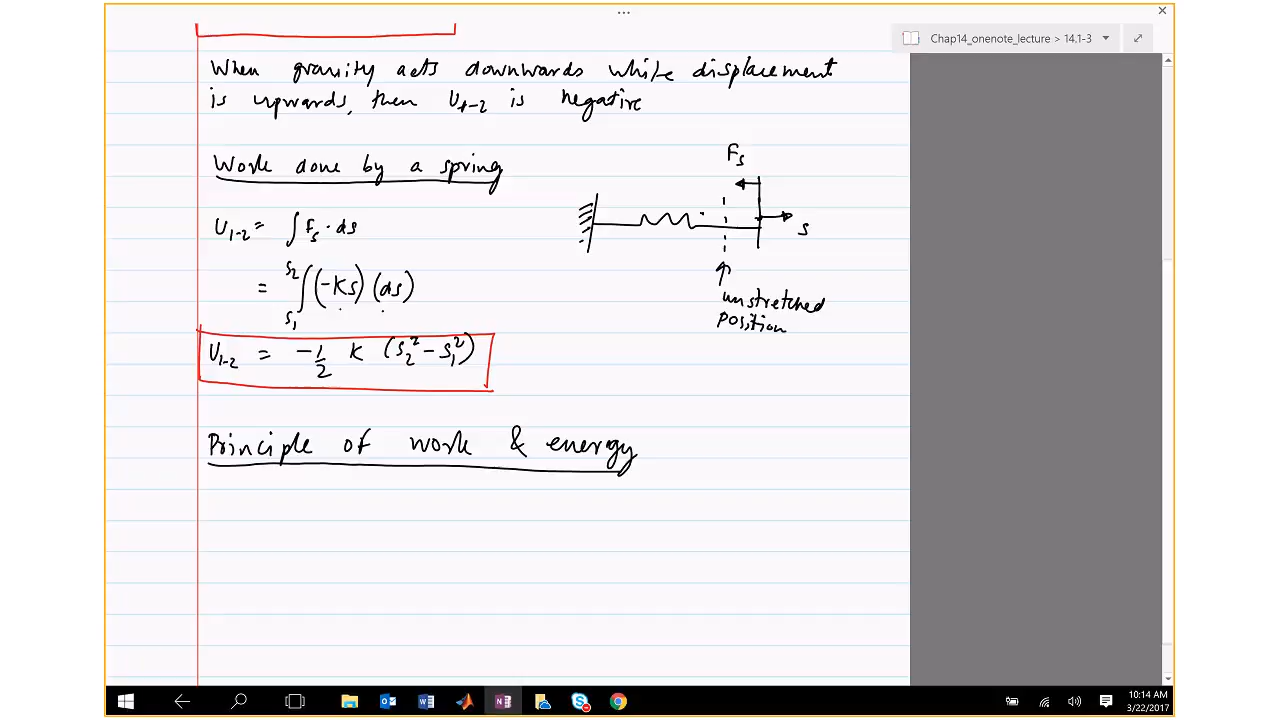 ...
Chap14_onenote_lecture > 14.1-3
When gravity acts downwards while displacement
is upwards, then U₁₋₂ is negative
Work done by a spring
Fₛ
U₁₋₂ = ∫ Fₛ · ds
s
= ∫ₛ₁^s₂ (-ks) (ds)
unstretched
position
U₁₋₂ = -1/2 k (s₂² - s₁²)
Principle of work & energy
10:14 AM
3/22/2017